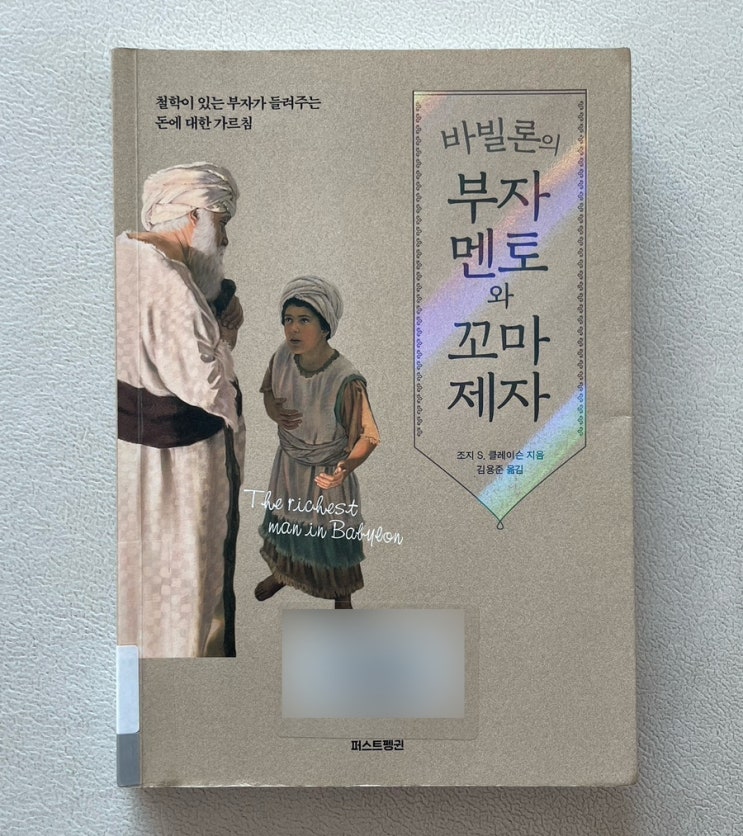 철학이 있는 부자가 들려주는
돈에 대한 가르침
바빌론의
부자
멘토
와
꼬마
제자
조지 S. 클레이슨 지음
김용준 옮김
The richest
man in Babylon
퍼스트펭귄